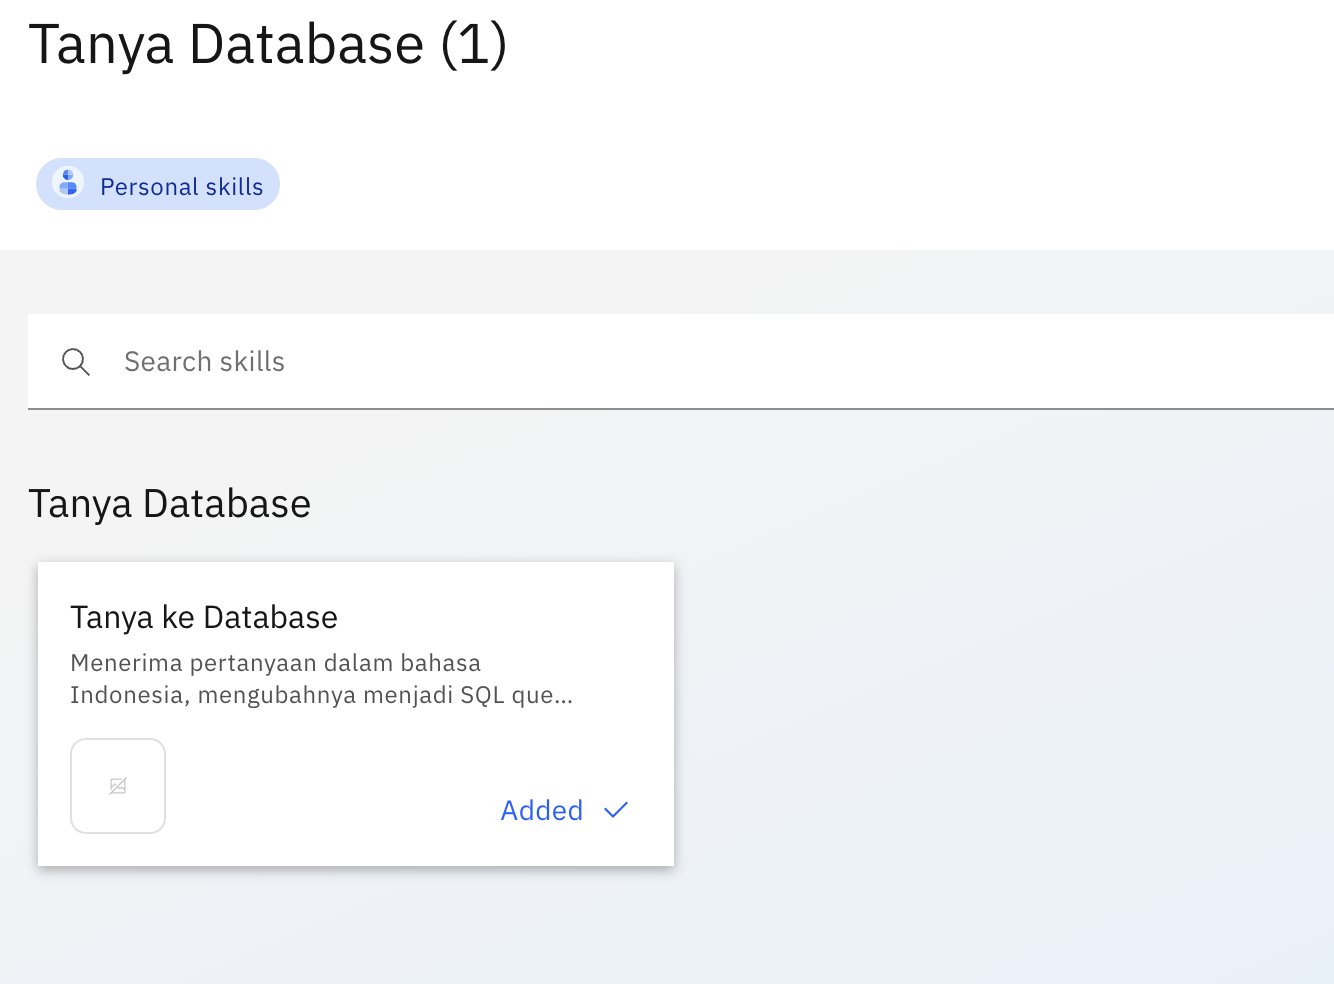 Tanya Database (1)
Personal skills
Search skills
Tanya Database
Tanya ke Database
Menerima pertanyaan dalam bahasa
Indonesia, mengubahnya menjadi SQL que...
Added